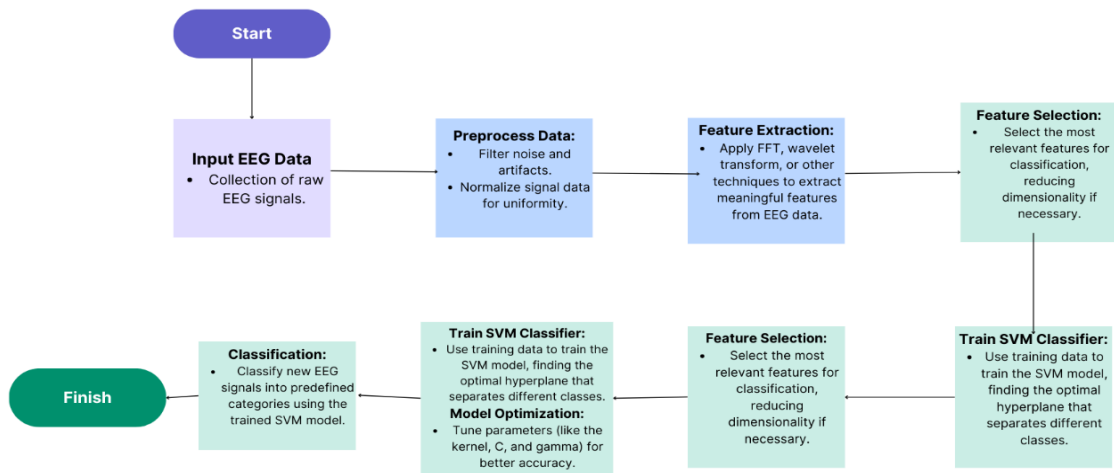 Start
Input EEG Data
• Collection of raw
EEG signals.
Preprocess Data:
• Filter noise and
artifacts.
• Normalize signal data
for uniformity.
Feature Extraction:
• Apply FFT, wavelet
transform, or other
techniques to extract
meaningful features
from EEG data.
Feature Selection:
• Select the most
relevant features for
classification,
reducing
dimensionality if
necessary.
Train SVM Classifier:
• Use training data to
train the SVM model,
finding the optimal
hyperplane that
separates different
classes.
Feature Selection:
• Select the most
relevant features for
classification,
reducing
dimensionality if
necessary.
Train SVM Classifier:
• Use training data to train the
SVM model, finding the
optimal hyperplane that
separates different classes.
Model Optimization:
• Tune parameters (like the
kernel, C, and gamma) for
better accuracy.
Classification:
• Classify new EEG
signals into predefined
categories using the
trained SVM model.
Finish